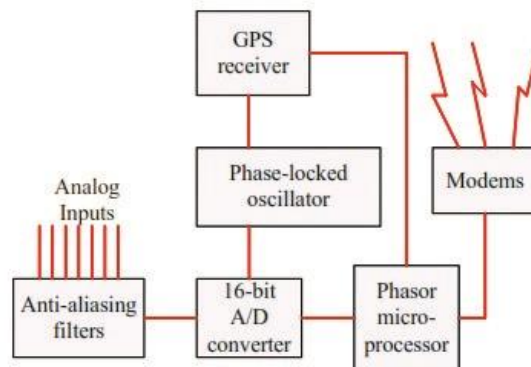 GPS
receiver
Phase-locked
oscillator
Modems
Analog
Inputs
Anti-aliasing
filters
16-bit
A/D
converter
Phasor
micro-
processor